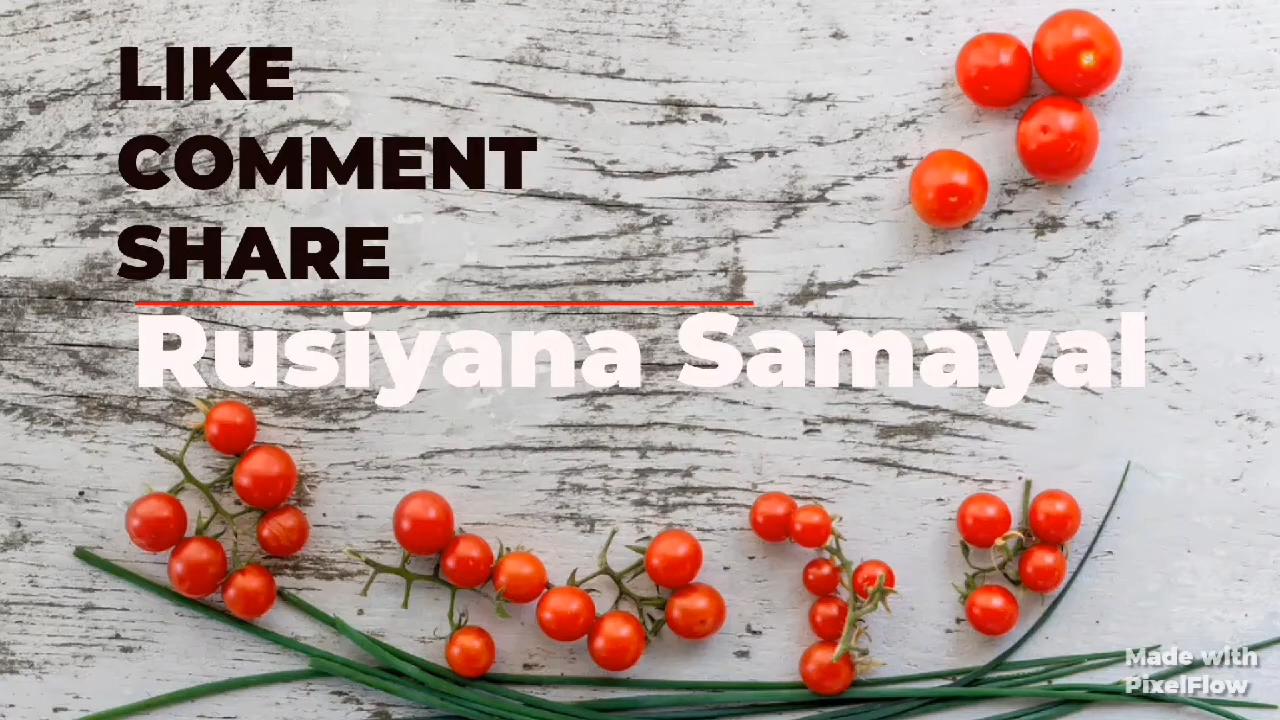 LIKE
COMMENT
SHARE
Rusiyana Samayal
Made with
PixelFlow